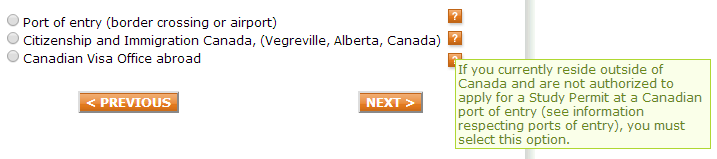 Port of entry (border crossing or airport) ?
Citizenship and Immigration Canada, (Vegreville, Alberta, Canada) ?
Canadian Visa Office abroad ?
If you currently reside outside of
Canada and are not authorized to
apply for a Study Permit at a Canadian
port of entry (see information
respecting ports of entry), you must
select this option.
< PREVIOUS NEXT >